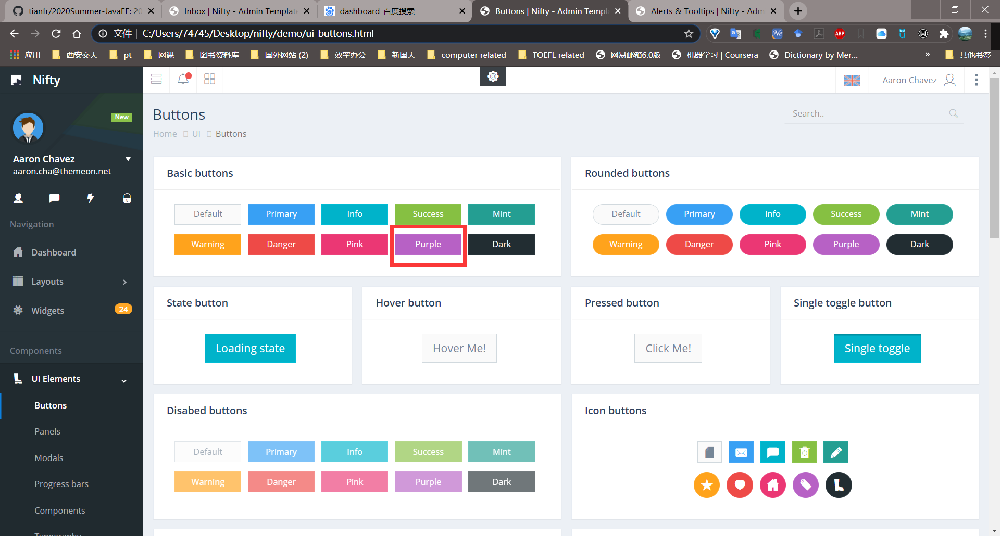 tianfr/2020Summer-JavaEE: 20
Inbox | Nifty - Admin Template
dashboard_百度搜索
Buttons | Nifty - Admin Templa
Alerts & Tooltips | Nifty - Adm
文件 | C:/Users/74745/Desktop/nifty/demo/ui-buttons.html
ABP
应用 西安交大 pt 网课 图书资料库 国外网站 (2) 效率办公 新国大 computer related TOEFL related 网易邮箱6.0版 机器学习 | Coursera Dictionary by Mer... » 其他书签
Nifty
Aaron Chavez
New
Aaron Chavez
aaron.cha@themeon.net
Navigation
Dashboard
Layouts
Widgets 24
Components
UI Elements
Buttons
Panels
Modals
Progress bars
Components
Typography
Buttons
Search..
Home UI Buttons
Basic buttons
Default Primary Info Success Mint
Warning Danger Pink Purple Dark
Rounded buttons
Default Primary Info Success Mint
Warning Danger Pink Purple Dark
State button
Loading state
Hover button
Hover Me!
Pressed button
Click Me!
Single toggle button
Single toggle
Disabed buttons
Default Primary Info Success Mint
Warning Danger Pink Purple Dark
Icon buttons